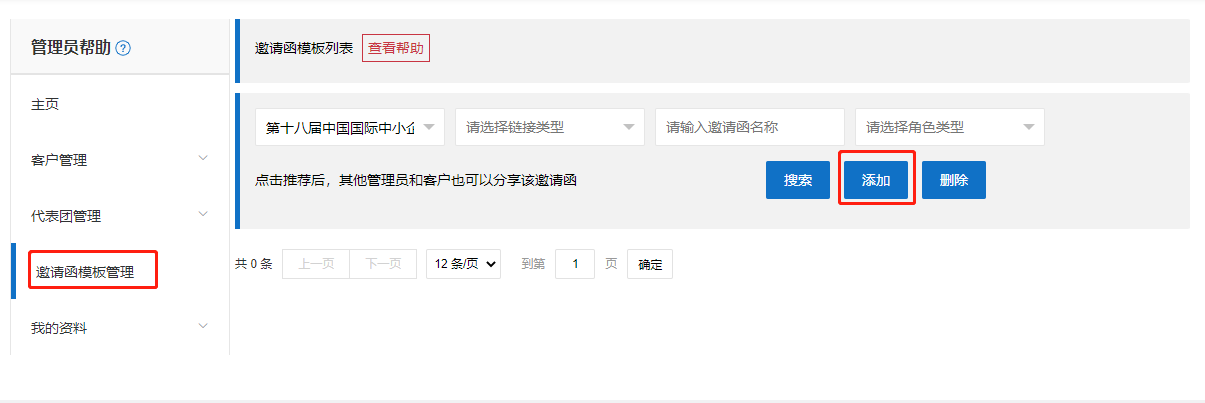 管理员帮助 ?
主页
客户管理
代表团管理
邀请函模板管理
我的资料
邀请函模板列表 查看帮助
第十八届中国国际中小企 请选择链接类型 请输入邀请函名称 请选择角色类型
点击推荐后，其他管理员和客户也可以分享该邀请函 搜索 添加 删除
共 0 条 上一页 下一页 12 条/页 到第 1 页 确定